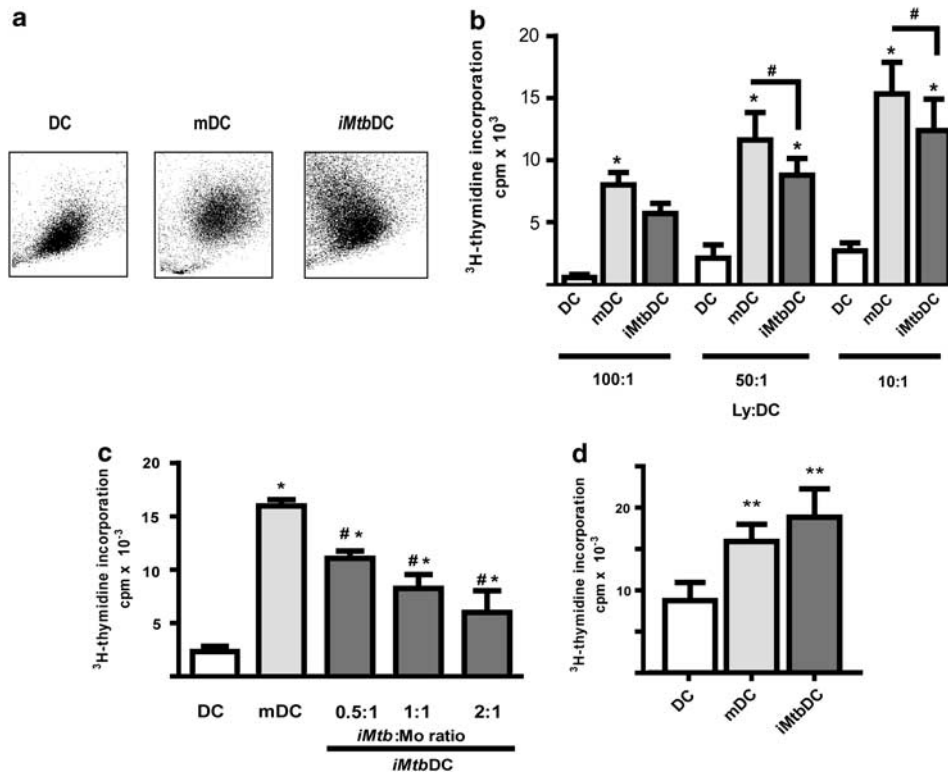 a
DC mDC iMtbDC
b
³H-thymidine incorporation
cpm x 10³
20
15
10
5
*
*
#
*
*
#
*
DC mDC iMtbDC DC mDC iMtbDC DC mDC iMtbDC
100:1 50:1 10:1
Ly:DC
c
³H-thymidine incorporation
cpm x 10⁻³
20
15
10
5
*
# *
# *
# *
DC mDC 0.5:1 1:1 2:1
iMtb:Mo ratio
iMtbDC
d
³H-thymidine incorporation
cpm x 10⁻³
20
10
**
**
DC mDC iMtbDC